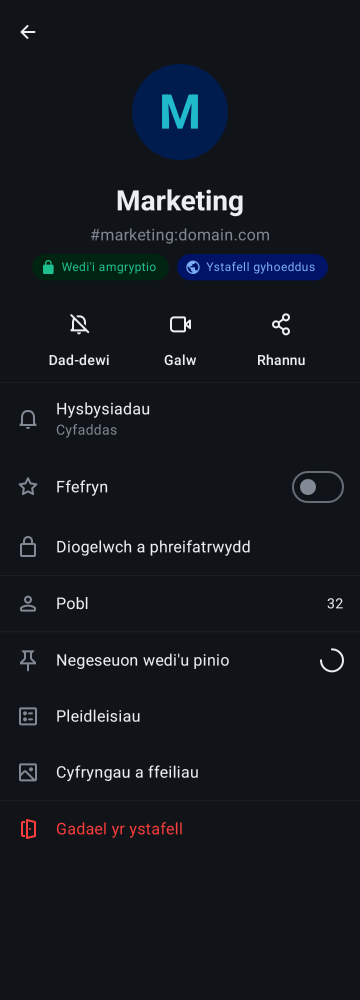 M
Marketing
#marketing:domain.com
Wedi'i amgryptio
Ystafell gyhoeddus
Dad-dewi
Galw
Rhannu
Hysbysiadau
Cyfaddas
Ffefryn
Diogelwch a phreifatrwydd
Pobl
32
Negeseuon wedi'u pinio
Pleidleisiau
Cyfryngau a ffeiliau
Gadael yr ystafell